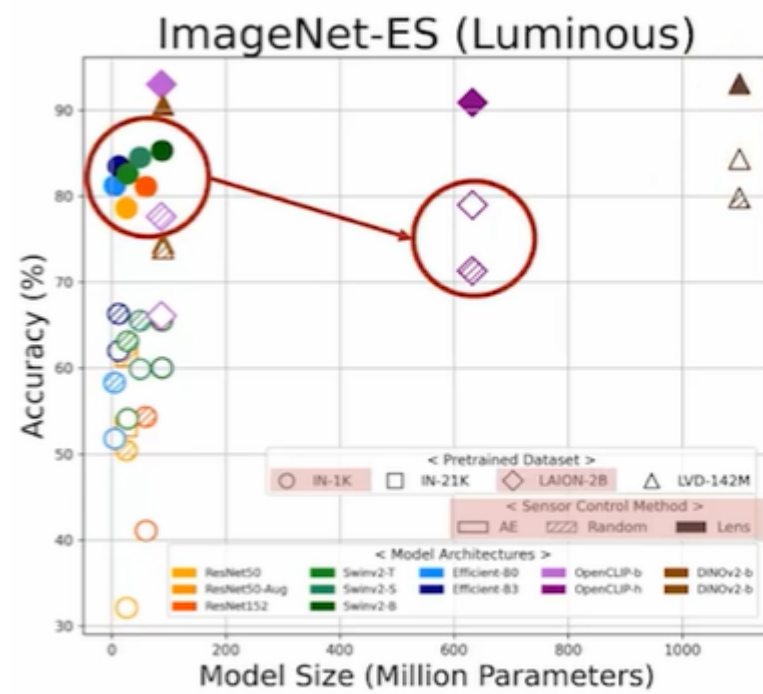 ImageNet-ES (Luminous)
90
80
70
60
50
40
30
Accuracy (%)
< Pretrained Dataset >
IN-1K IN-21K LAION-2B LVD-142M
< Sensor Control Method >
AE Random Lens
< Model Architectures >
ResNet50 Swinv2-T Efficient-B0 OpenCLIP-b DINOv2-b
ResNet50-Aug Swinv2-S Efficient-B3 OpenCLIP-h DINOv2-b
ResNet152 Swinv2-B
0 200 400 600 800 1000
Model Size (Million Parameters)